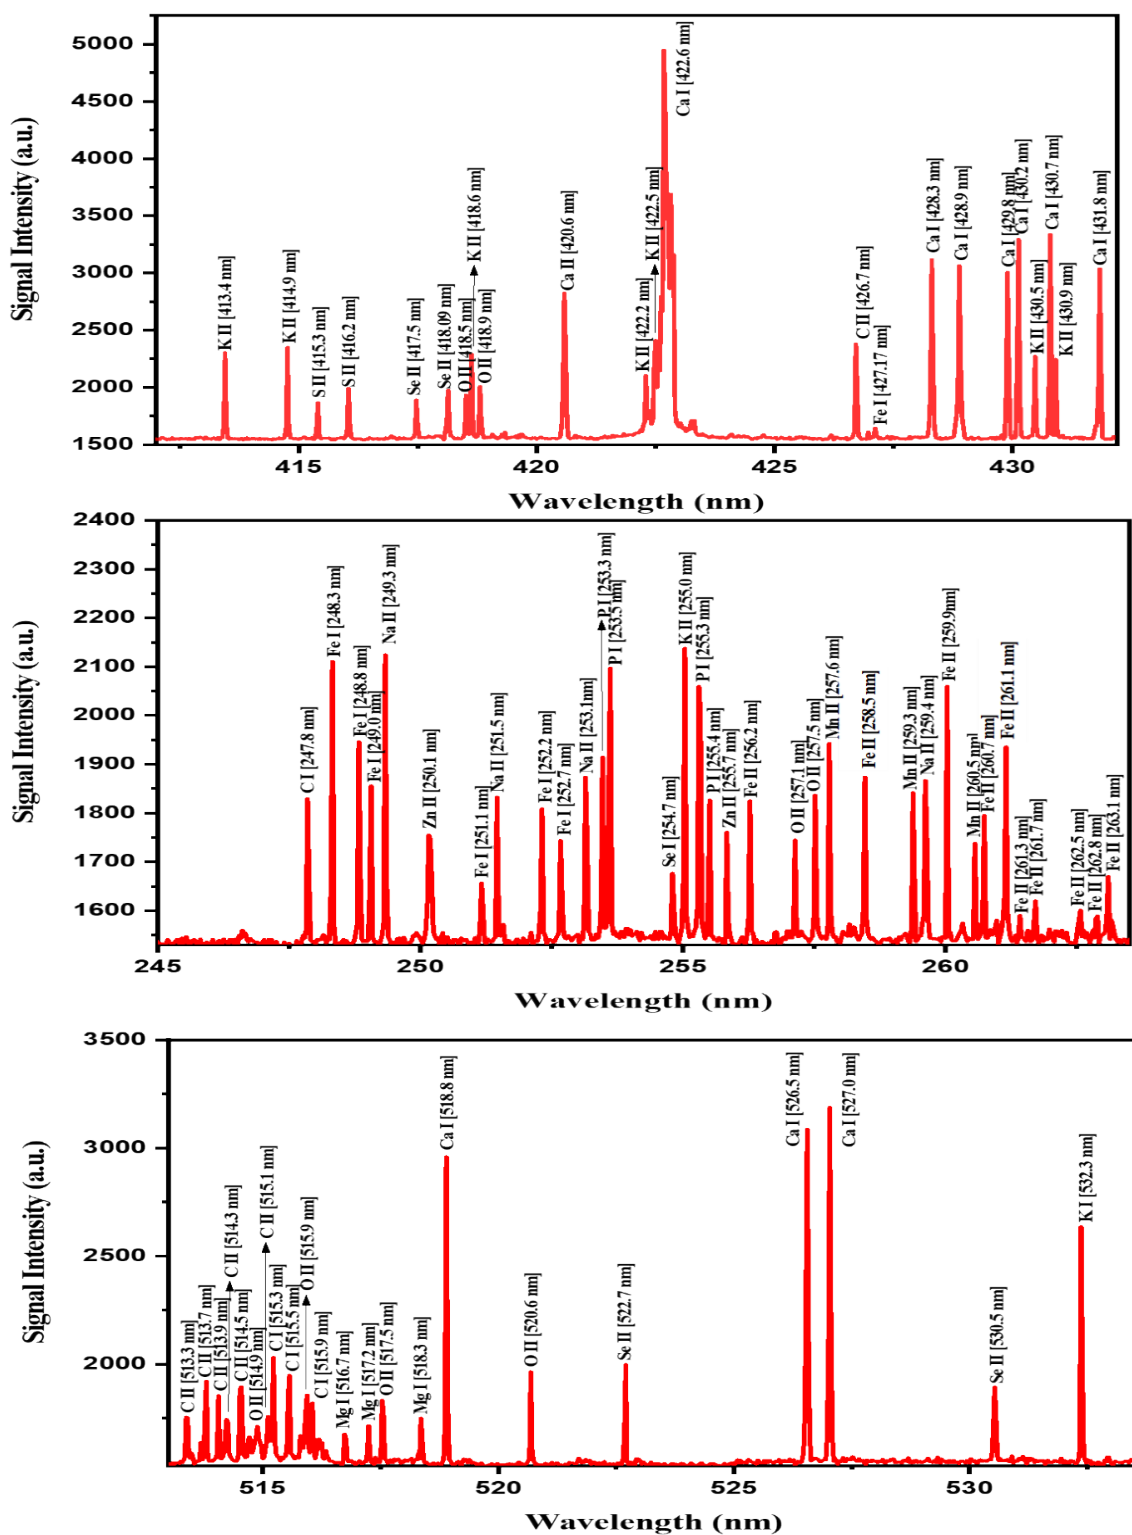 5000
4500
4000
3500
3000
2500
2000
1500
Signal Intensity (a.u.)
K II [413.4 nm]
K II [414.9 nm]
S II [415.3 nm]
S II [416.2 nm]
Se II [417.5 nm]
Se II [418.09 nm]
O II [418.5 nm]
K II [418.6 nm]
O II [418.9 nm]
Ca II [420.6 nm]
K II [422.2 nm]
K II [422.5 nm]
Ca I [422.6 nm]
C II [426.7 nm]
Fe I [427.17 nm]
Ca I [428.3 nm]
Ca I [428.9 nm]
Ca I [429.8 nm]
Ca I [430.2 nm]
K II [430.5 nm]
Ca I [430.7 nm]
K II [430.9 nm]
Ca I [431.8 nm]
415
420
425
430
Wavelength (nm)
2400
2300
2200
2100
2000
1900
1800
1700
1600
Signal Intensity (a.u.)
C I [247.8 nm]
Fe I [248.3 nm]
Fe I [248.8 nm]
Fe I [249.0 nm]
Na II [249.3 nm]
Zn II [250.1 nm]
Fe I [251.1 nm]
Na II [251.5 nm]
Fe I [252.2 nm]
Fe I [252.7 nm]
Na II [253.1nm]
P I [253.3 nm]
P I [253.5 nm]
Se I [254.7 nm]
K II [255.0 nm]
P I [255.3 nm]
P I [255.4 nm]
Zn II [255.7 nm]
Fe II [256.2 nm]
O II [257.1 nm]
O II [257.5 nm]
Mn II [257.6 nm]
Fe II [258.5 nm]
Mn II [259.3 nm]
Na II [259.4 nm]
Fe II [259.9nm]
Mn II [260.5 nm]
Fe II [260.7 nm]
Fe II [261.1 nm]
Fe II [261.3 nm]
Fe II [261.7 nm]
Fe II [262.5 nm]
Fe II [262.8 nm]
Fe II [263.1 nm]
245
250
255
260
Wavelength (nm)
3500
3000
2500
2000
Signal Intensity (a.u.)
C II [513.3 nm]
C II [513.7 nm]
C II [513.9 nm]
C II [514.3 nm]
C II [514.5 nm]
O II [514.9 nm]
C II [515.1 nm]
C I [515.3 nm]
C I [515.5 nm]
O II [515.9 nm]
C I [515.9 nm]
Mg I [516.7 nm]
Mg I [517.2 nm]
O II [517.5 nm]
Mg I [518.3 nm]
Ca I [518.8 nm]
O II [520.6 nm]
Se II [522.7 nm]
Ca I [526.5 nm]
Ca I [527.0 nm]
Se II [530.5 nm]
K I [532.3 nm]
515
520
525
530
Wavelength (nm)